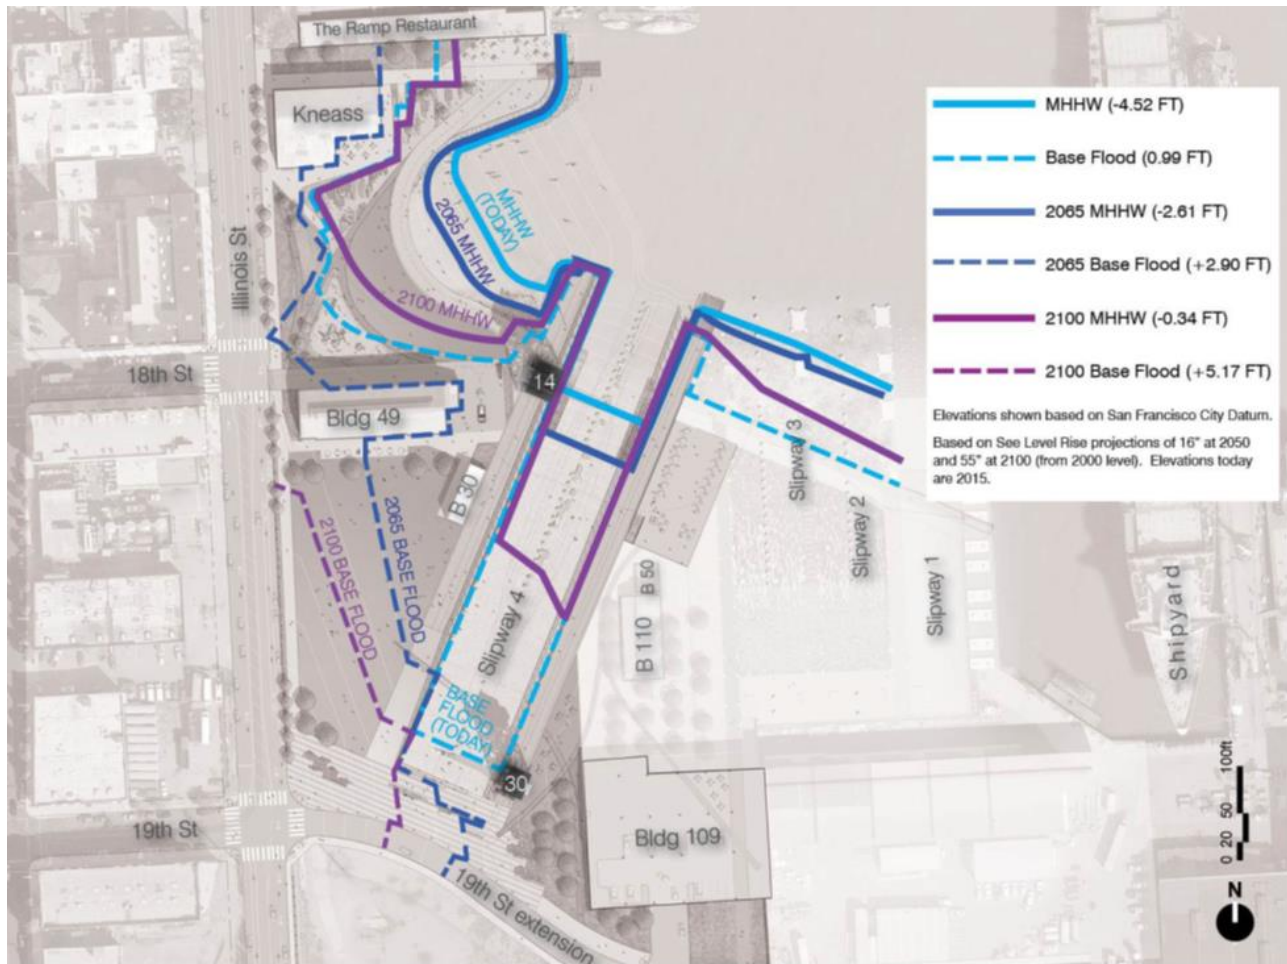 The Ramp Restaurant
Kneass
MHHW (-4.52 FT)
Base Flood (0.99 FT)
2065 MHHW (-2.61 FT)
2065 Base Flood (+2.90 FT)
2100 MHHW (-0.34 FT)
2100 Base Flood (+5.17 FT)
Elevations shown based on San Francisco City Datum.
Based on See Level Rise projections of 16" at 2050
and 55" at 2100 (from 2000 level). Elevations today
are 2015.
MHHW
(TODAY)
2065 MHHW
2100 MHHW
Illinois St
18th St
14
Bldg 49
B 30
2065 BASE FLOOD
2100 BASE FLOOD
Slipway 4
Slipway 3
Slipway 2
Slipway 1
B 50
B 110
Shipyard
BASE
FLOOD
(TODAY)
30
19th St
Bldg 109
19th St extension
0 20 50 100ft
N